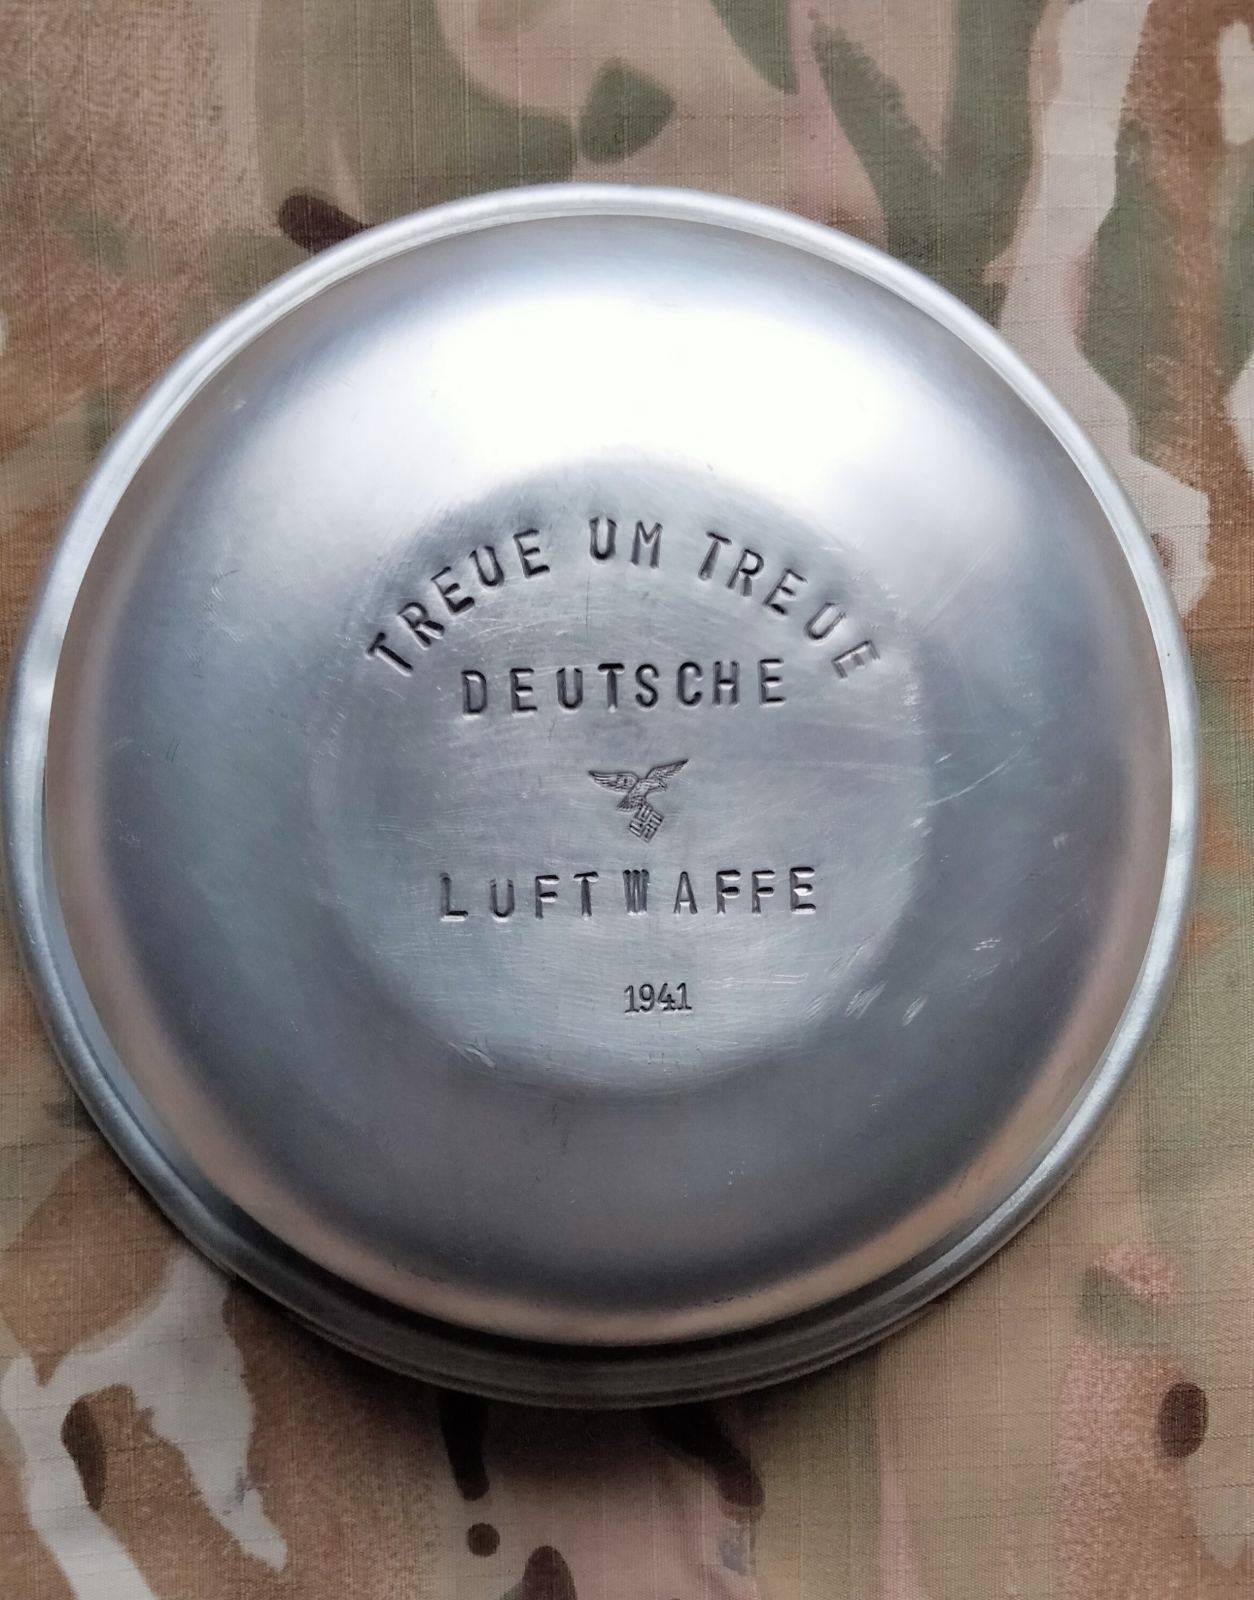 TREUE UM TREUE
DEUTSCHE
LUFTWAFFE
1941